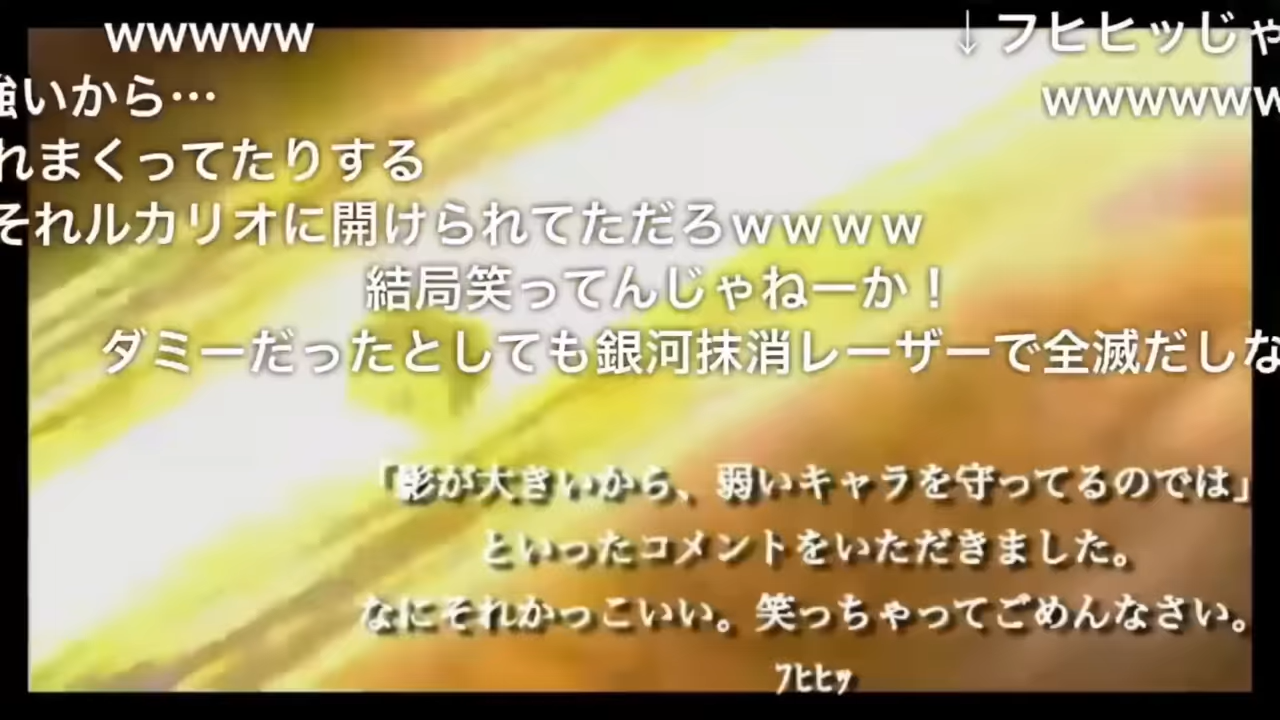 wwwwww
↓フヒヒッじゃ
強いから…
wwwwwww
れまくってたりする
それルカリオに開けられてただろｗｗｗｗ
結局笑ってんじゃねーか！
ダミーだったとしても銀河抹消レーザーで全滅だしな
「影が大きいから、弱いキャラを守ってるのでは」
といったコメントをいただきました。
なにそれかっこいい。笑っちゃってごめんなさい。
ﾌﾋﾋｯ